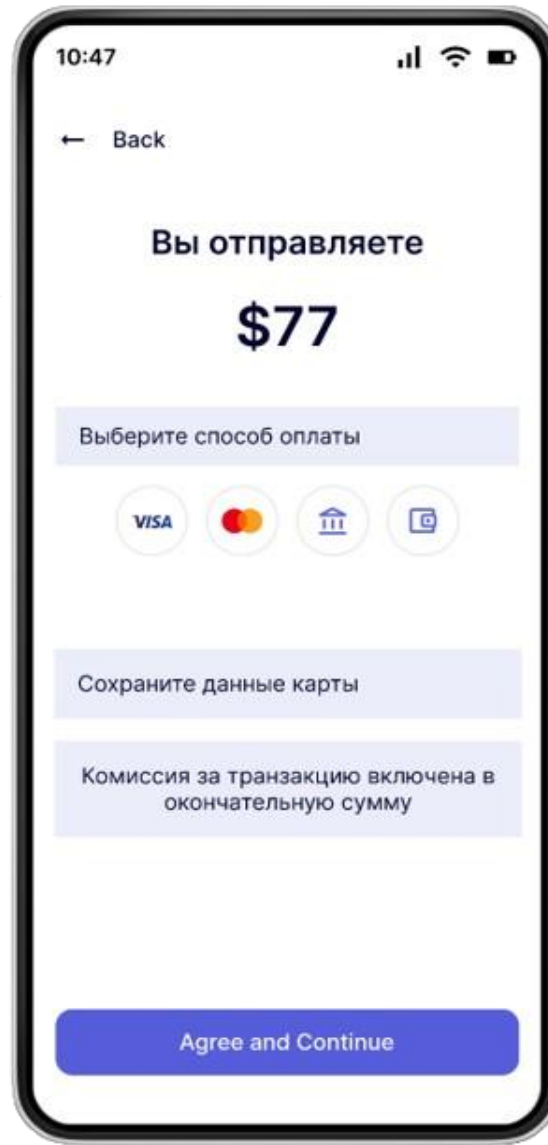 10:47
← Back
Вы отправляете
$77
Выберите способ оплаты
VISA
Сохраните данные карты
Комиссия за транзакцию включена в
окончательную сумму
Agree and Continue